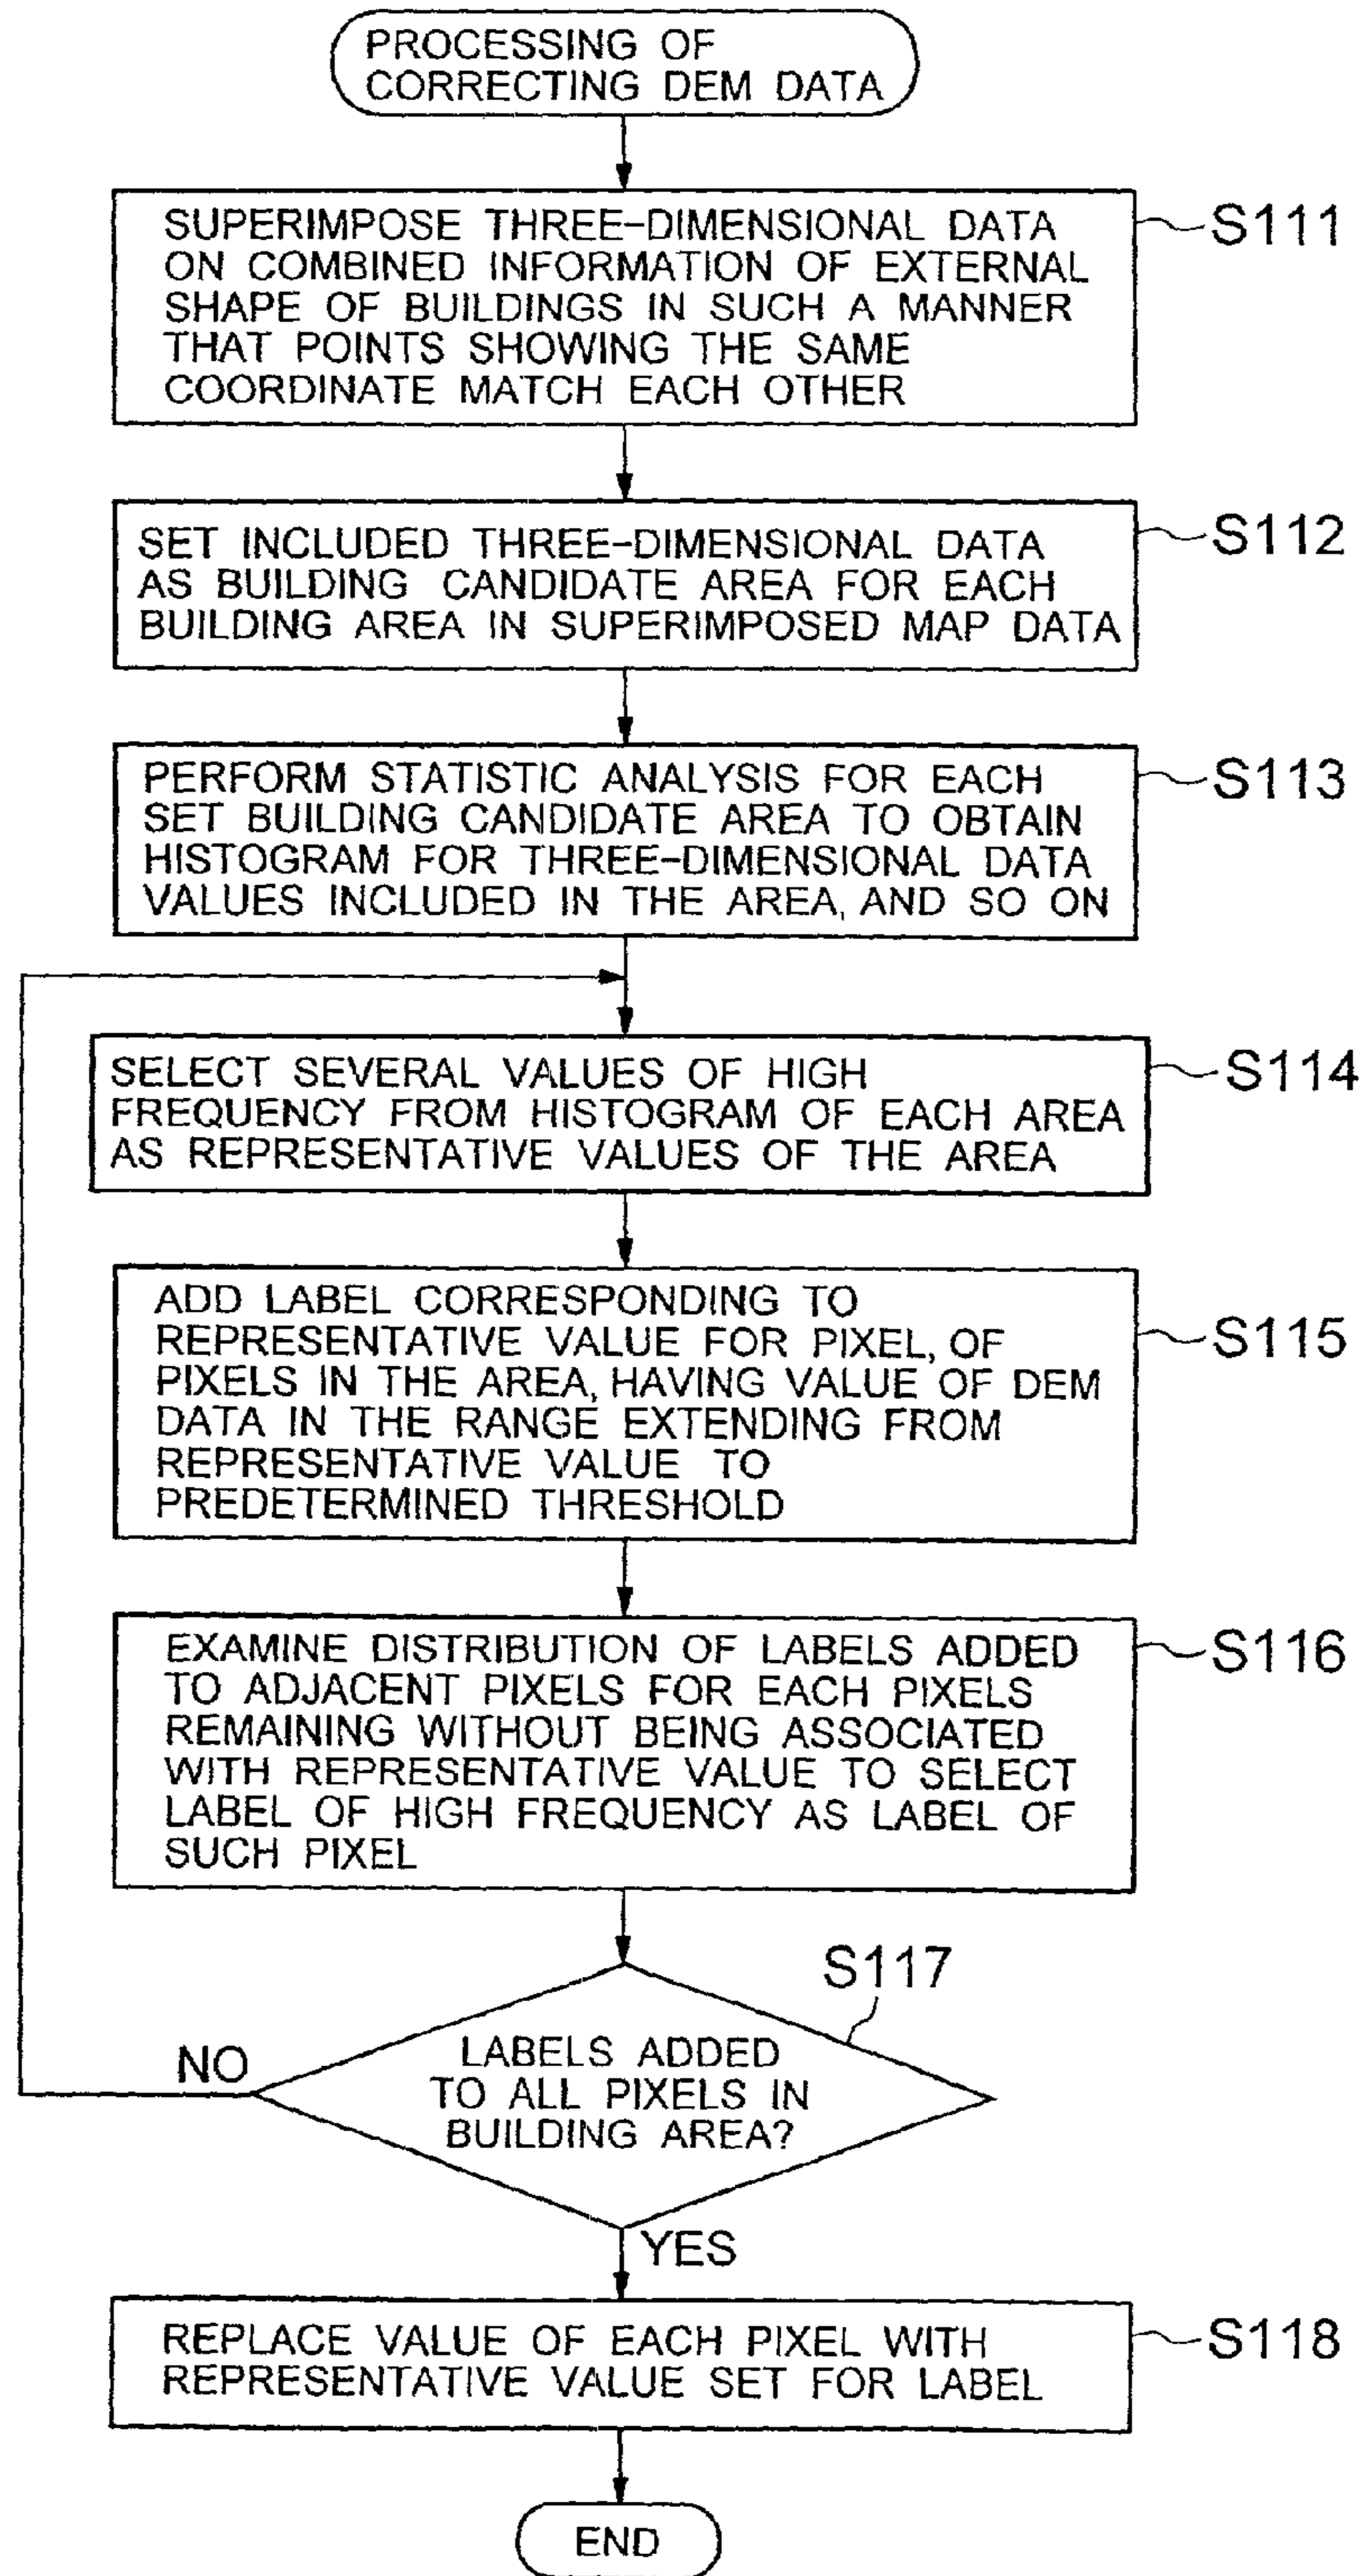 PROCESSING OF
CORRECTING DEM DATA
SUPERIMPOSE THREE-DIMENSIONAL DATA
ON COMBINED INFORMATION OF EXTERNAL
SHAPE OF BUILDINGS IN SUCH A MANNER
THAT POINTS SHOWING THE SAME
COORDINATE MATCH EACH OTHER
S111
SET INCLUDED THREE-DIMENSIONAL DATA
AS BUILDING CANDIDATE AREA FOR EACH
BUILDING AREA IN SUPERIMPOSED MAP DATA
S112
PERFORM STATISTIC ANALYSIS FOR EACH
SET BUILDING CANDIDATE AREA TO OBTAIN
HISTOGRAM FOR THREE-DIMENSIONAL DATA
VALUES INCLUDED IN THE AREA, AND SO ON
S113
SELECT SEVERAL VALUES OF HIGH
FREQUENCY FROM HISTOGRAM OF EACH AREA
AS REPRESENTATIVE VALUES OF THE AREA
S114
ADD LABEL CORRESPONDING TO
REPRESENTATIVE VALUE FOR PIXEL, OF
PIXELS IN THE AREA, HAVING VALUE OF DEM
DATA IN THE RANGE EXTENDING FROM
REPRESENTATIVE VALUE TO
PREDETERMINED THRESHOLD
S115
EXAMINE DISTRIBUTION OF LABELS ADDED
TO ADJACENT PIXELS FOR EACH PIXELS
REMAINING WITHOUT BEING ASSOCIATED
WITH REPRESENTATIVE VALUE TO SELECT
LABEL OF HIGH FREQUENCY AS LABEL OF
SUCH PIXEL
S116
S117
LABELS ADDED
TO ALL PIXELS IN
BUILDING AREA?
NO
YES
REPLACE VALUE OF EACH PIXEL WITH
REPRESENTATIVE VALUE SET FOR LABEL
S118
END